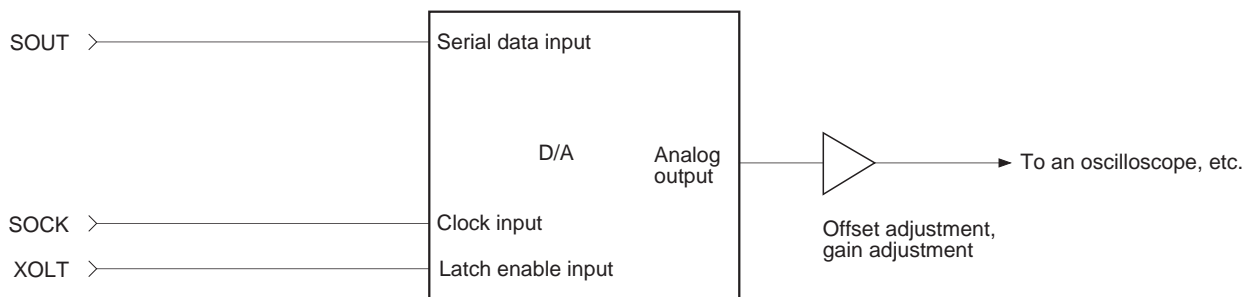 SOUT
Serial data input
D/A
Analog
output
To an oscilloscope, etc.
SOCK
Clock input
Offset adjustment,
gain adjustment
XOLT
Latch enable input